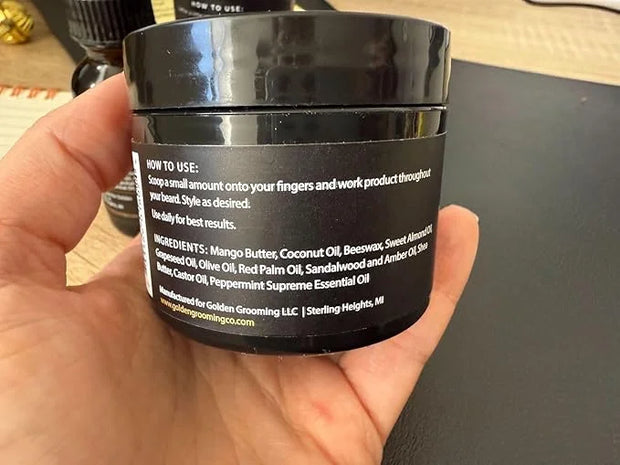 HOW TO USE:
HOW TO USE:
Scoop a small amount onto your fingers and work product throughout
your beard. Style as desired.
Use daily for best results.
INGREDIENTS: Mango Butter, Coconut Oil, Beeswax, Sweet Almond Oil,
Grapeseed Oil, Olive Oil, Red Palm Oil, Sandalwood and Amber Oil, Shea
Butter, Castor Oil, Peppermint Supreme Essential Oil
Manufactured for Golden Grooming LLC | Sterling Heights, MI
www.goldengroomingco.com